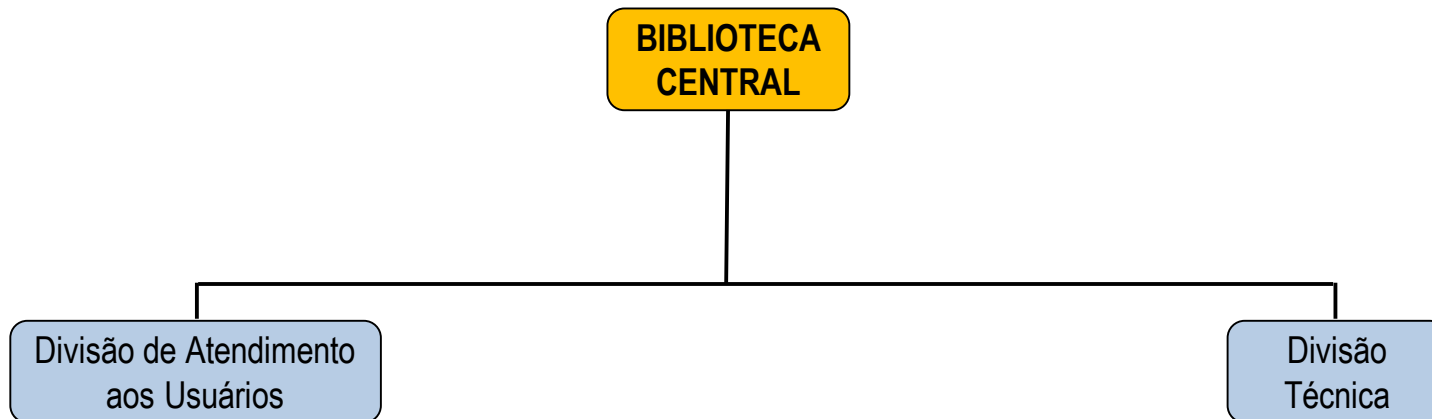 BIBLIOTECA
CENTRAL
Divisão de Atendimento
aos Usuários
Divisão
Técnica